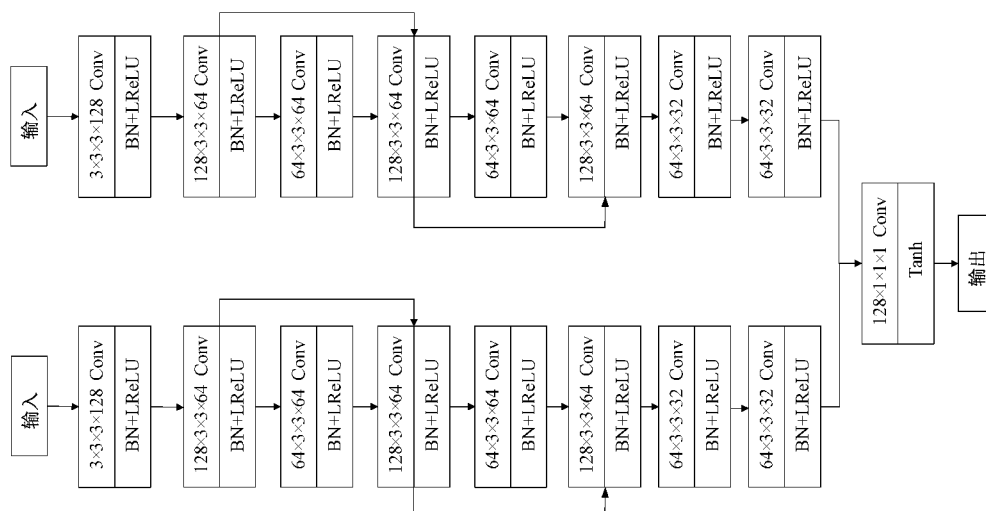 输入
3×3×3×128 Conv
BN+LReLU
128×3×3×64 Conv
BN+LReLU
64×3×3×64 Conv
BN+LReLU
128×3×3×64 Conv
BN+LReLU
64×3×3×64 Conv
BN+LReLU
128×3×3×64 Conv
BN+LReLU
64×3×3×32 Conv
BN+LReLU
64×3×3×32 Conv
BN+LReLU
输入
3×3×3×128 Conv
BN+LReLU
128×3×3×64 Conv
BN+LReLU
64×3×3×64 Conv
BN+LReLU
128×3×3×64 Conv
BN+LReLU
64×3×3×64 Conv
BN+LReLU
128×3×3×64 Conv
BN+LReLU
64×3×3×32 Conv
BN+LReLU
64×3×3×32 Conv
BN+LReLU
128×1×1×1 Conv
Tanh
输出